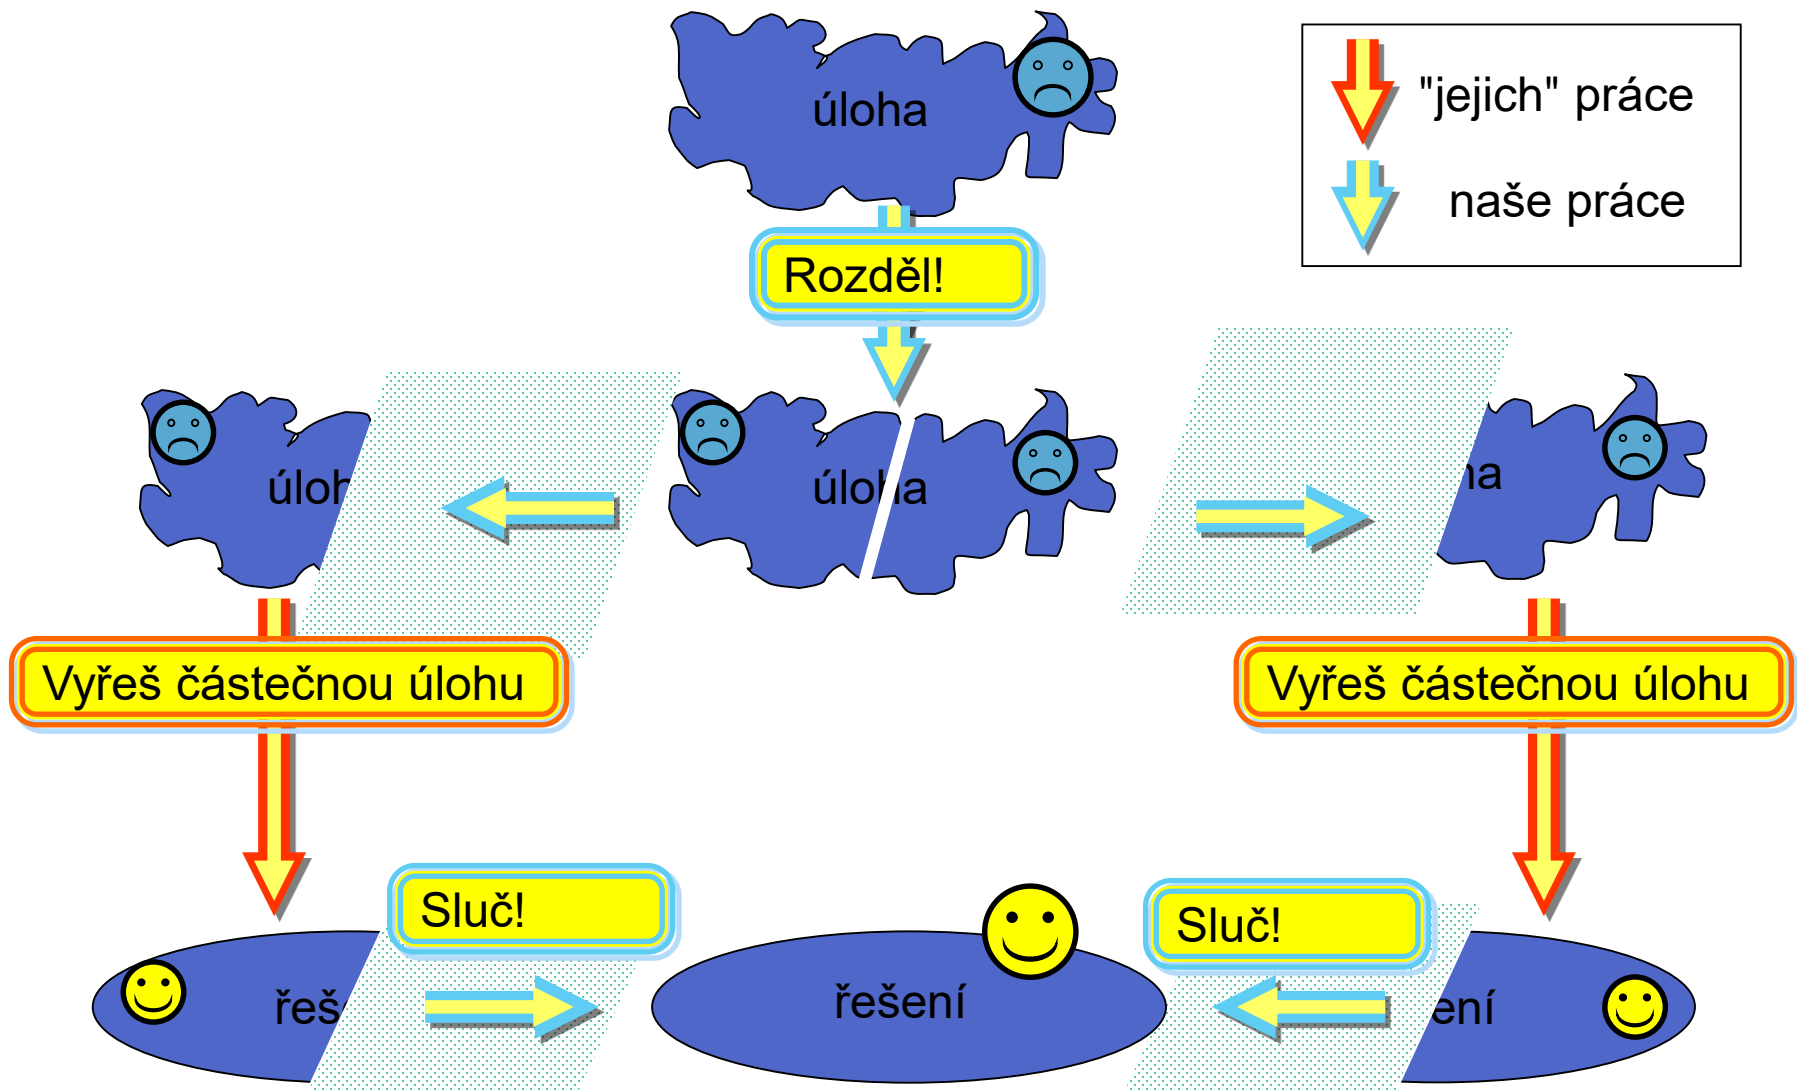 úloha
"jejich" práce
naše práce
Rozděl!
úloh
úloha
na
Vyřeš částečnou úlohu
Vyřeš částečnou úlohu
Sluč!
Sluč!
řeš
řešení
ení